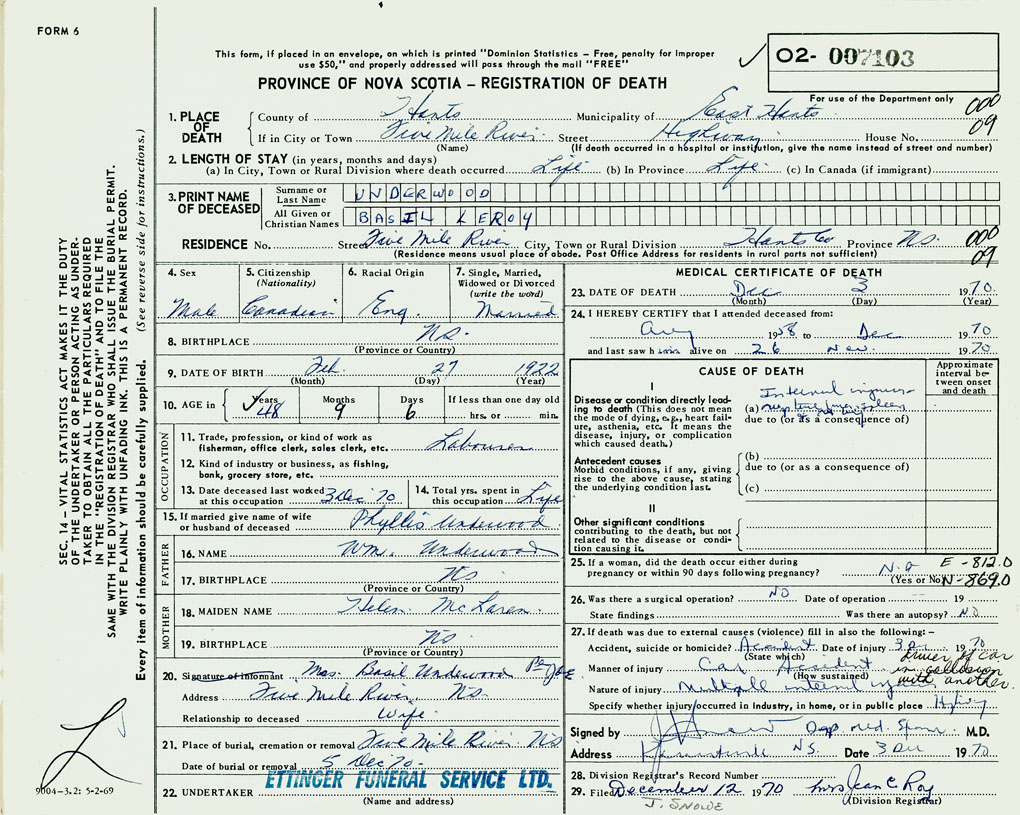 FORM 6
This form, if placed in an envelope, on which is printed "Dominion Statistics – Free, penalty for improper
use $50," and properly addressed will pass through the mail "FREE"
02- 007103
PROVINCE OF NOVA SCOTIA – REGISTRATION OF DEATH
For use of the Department only
000
09
1. PLACE OF DEATH
County of Hants Municipality of East Hants
If in City or Town Five Mile River Street Highway House No.
(Name) (If death occurred in a hospital or institution, give the name instead of street and number)
2. LENGTH OF STAY (in years, months and days)
(a) In City, Town or Rural Division where death occurred Life (b) In Province Life (c) In Canada (if immigrant)
3. PRINT NAME OF DECEASED
Surname or Last Name UNDERWOOD
All Given or Christian Names BASIL LEROY
RESIDENCE No. Street Five Mile River City, Town or Rural Division Hants Co Province NS.
(Residence means usual place of abode. Post Office Address for residents in rural parts not sufficient)
000
09
4. Sex
Male
5. Citizenship
(Nationality)
Canadian
6. Racial Origin
Eng.
7. Single, Married,
Widowed or Divorced
(write the word)
Married
8. BIRTHPLACE NS.
(Province or Country)
9. DATE OF BIRTH Feb. 27 1922
(Month) (Day) (Year)
10. AGE in
Years Months Days If less than one day old
48 9 6 hrs. or min.
OCCUPATION
11. Trade, profession, or kind of work as
fisherman, office clerk, sales clerk, etc. Labourer
12. Kind of industry or business, as fishing,
bank, grocery store, etc.
13. Date deceased last worked
at this occupation 3 Dec '70
14. Total yrs. spent in
this occupation Life
15. If married give name of wife
or husband of deceased Phyllis Underwood
FATHER
16. NAME Wm. Underwood
17. BIRTHPLACE NS
(Province or Country)
MOTHER
18. MAIDEN NAME Helen McLaren
19. BIRTHPLACE NS
(Province or Country)
20. Signature of informant Mrs. Basil Underwood
Address Five Mile River, NS.
Relationship to deceased Wife
21. Place of burial, cremation or removal Five Mile River NS
Date of burial or removal 5 Dec 70
22. UNDERTAKER ETTINGER FUNERAL SERVICE LTD.
(Name and address)
MEDICAL CERTIFICATE OF DEATH
23. DATE OF DEATH Dec 3 1970.
(Month) (Day) (Year)
24. I HEREBY CERTIFY that I attended deceased from:
Aug 1958 to Dec 1970
and last saw him alive on 26 Nov. 1970.
CAUSE OF DEATH
Approximate
interval be-
tween onset
and death
I
Disease or condition directly lead-
ing to death (This does not mean
the mode of dying, e.g., heart fail-
ure, asthenia, etc. It means the
disease, injury, or complication
which caused death.)
Internal injuries
(a)
due to (or as a consequence of)
Antecedent causes
Morbid conditions, if any, giving
rise to the above cause, stating
the underlying condition last.
(b)
due to (or as a consequence of)
(c)
II
Other significant conditions
contributing to the death, but not
related to the disease or condi-
tion causing it.
25. If a woman, did the death occur either during
pregnancy or within 90 days following pregnancy?
(Yes or No)
E-812.0
N-869.0
26. Was there a surgical operation? NO Date of operation 19
State findings Was there an autopsy? NO
27. If death was due to external causes (violence) fill in also the following:–
Accident, suicide or homicide? Accident Date of injury 3 D 1970
(State which)
Manner of injury Car Accident
(How sustained)
driver of car
in collision
with another.
Nature of injury Multiple internal injuries
Specify whether injury occurred in industry, in home, or in public place
Signed by M.D.
Address N.S. Date 3 Dec 1970.
28. Division Registrar's Record Number
29. Filed December 12 1970 Mrs Jean C Roy
(Division Registrar)
J. SNOWE
SEC. 14 – VITAL STATISTICS ACT MAKES IT THE DUTY
OF THE UNDERTAKER OR PERSON ACTING AS UNDER-
TAKER TO OBTAIN ALL THE PARTICULARS REQUIRED
IN THE "REGISTRATION OF DEATH" AND TO FILE THE
SAME WITH THE DIVISION REGISTRAR WHO SHALL ISSUE THE BURIAL PERMIT.
WRITE PLAINLY WITH UNFADING INK. THIS IS A PERMANENT RECORD.
Every item of information should be carefully supplied. (See reverse side for instructions.)
9004-3.2: 5-2-69